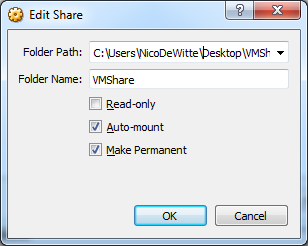 Edit Share
Folder Path: C:\Users\NicoDeWitte\Desktop\VMSh
Folder Name: VMShare
Read-only
Auto-mount
Make Permanent
OK Cancel